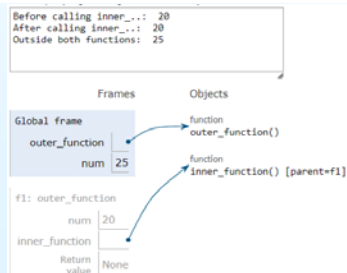 Before calling inner_..:  20
After calling inner_..:  20
Outside both functions:  25
Frames Objects
Global frame
function
outer_function()
outer_function
num 25
function
inner_function() [parent=f1]
f1: outer_function
num 20
inner_function
Return
value None